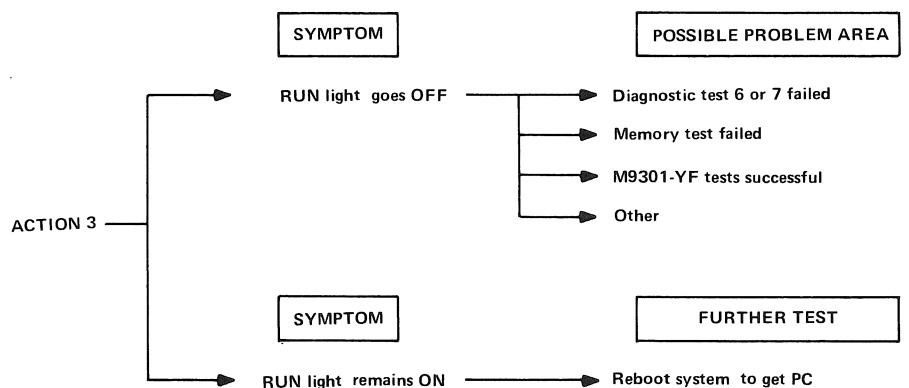 SYMPTOM
POSSIBLE PROBLEM AREA
RUN light goes OFF
Diagnostic test 6 or 7 failed
Memory test failed
M9301-YF tests successful
Other
ACTION 3
SYMPTOM
FURTHER TEST
RUN light remains ON
Reboot system to get PC